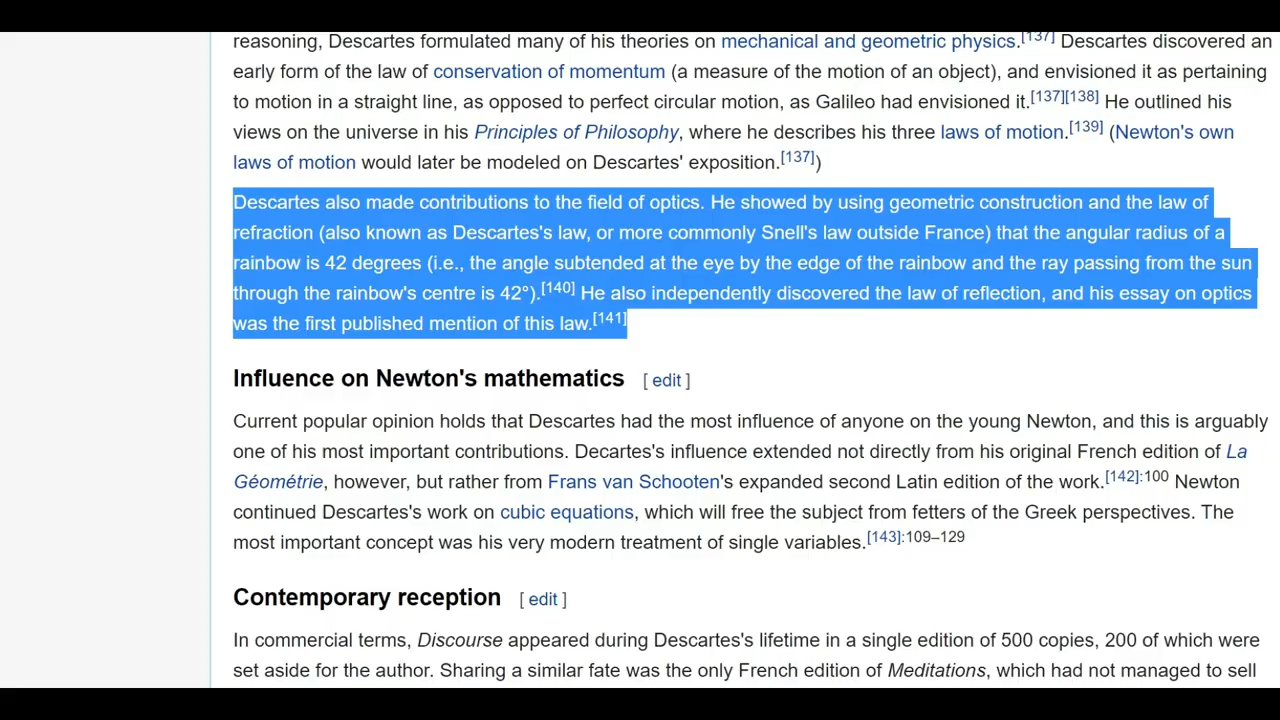 reasoning, Descartes formulated many of his theories on mechanical and geometric physics.[137] Descartes discovered an
early form of the law of conservation of momentum (a measure of the motion of an object), and envisioned it as pertaining
to motion in a straight line, as opposed to perfect circular motion, as Galileo had envisioned it.[137][138] He outlined his
views on the universe in his Principles of Philosophy, where he describes his three laws of motion.[139] (Newton's own
laws of motion would later be modeled on Descartes' exposition.[137])
Descartes also made contributions to the field of optics. He showed by using geometric construction and the law of
refraction (also known as Descartes's law, or more commonly Snell's law outside France) that the angular radius of a
rainbow is 42 degrees (i.e., the angle subtended at the eye by the edge of the rainbow and the ray passing from the sun
through the rainbow's centre is 42°).[140] He also independently discovered the law of reflection, and his essay on optics
was the first published mention of this law.[141]
Influence on Newton's mathematics [ edit ]
Current popular opinion holds that Descartes had the most influence of anyone on the young Newton, and this is arguably
one of his most important contributions. Decartes's influence extended not directly from his original French edition of La
Géométrie, however, but rather from Frans van Schooten's expanded second Latin edition of the work.[142]:100 Newton
continued Descartes's work on cubic equations, which will free the subject from fetters of the Greek perspectives. The
most important concept was his very modern treatment of single variables.[143]:109–129
Contemporary reception [ edit ]
In commercial terms, Discourse appeared during Descartes's lifetime in a single edition of 500 copies, 200 of which were
set aside for the author. Sharing a similar fate was the only French edition of Meditations, which had not managed to sell